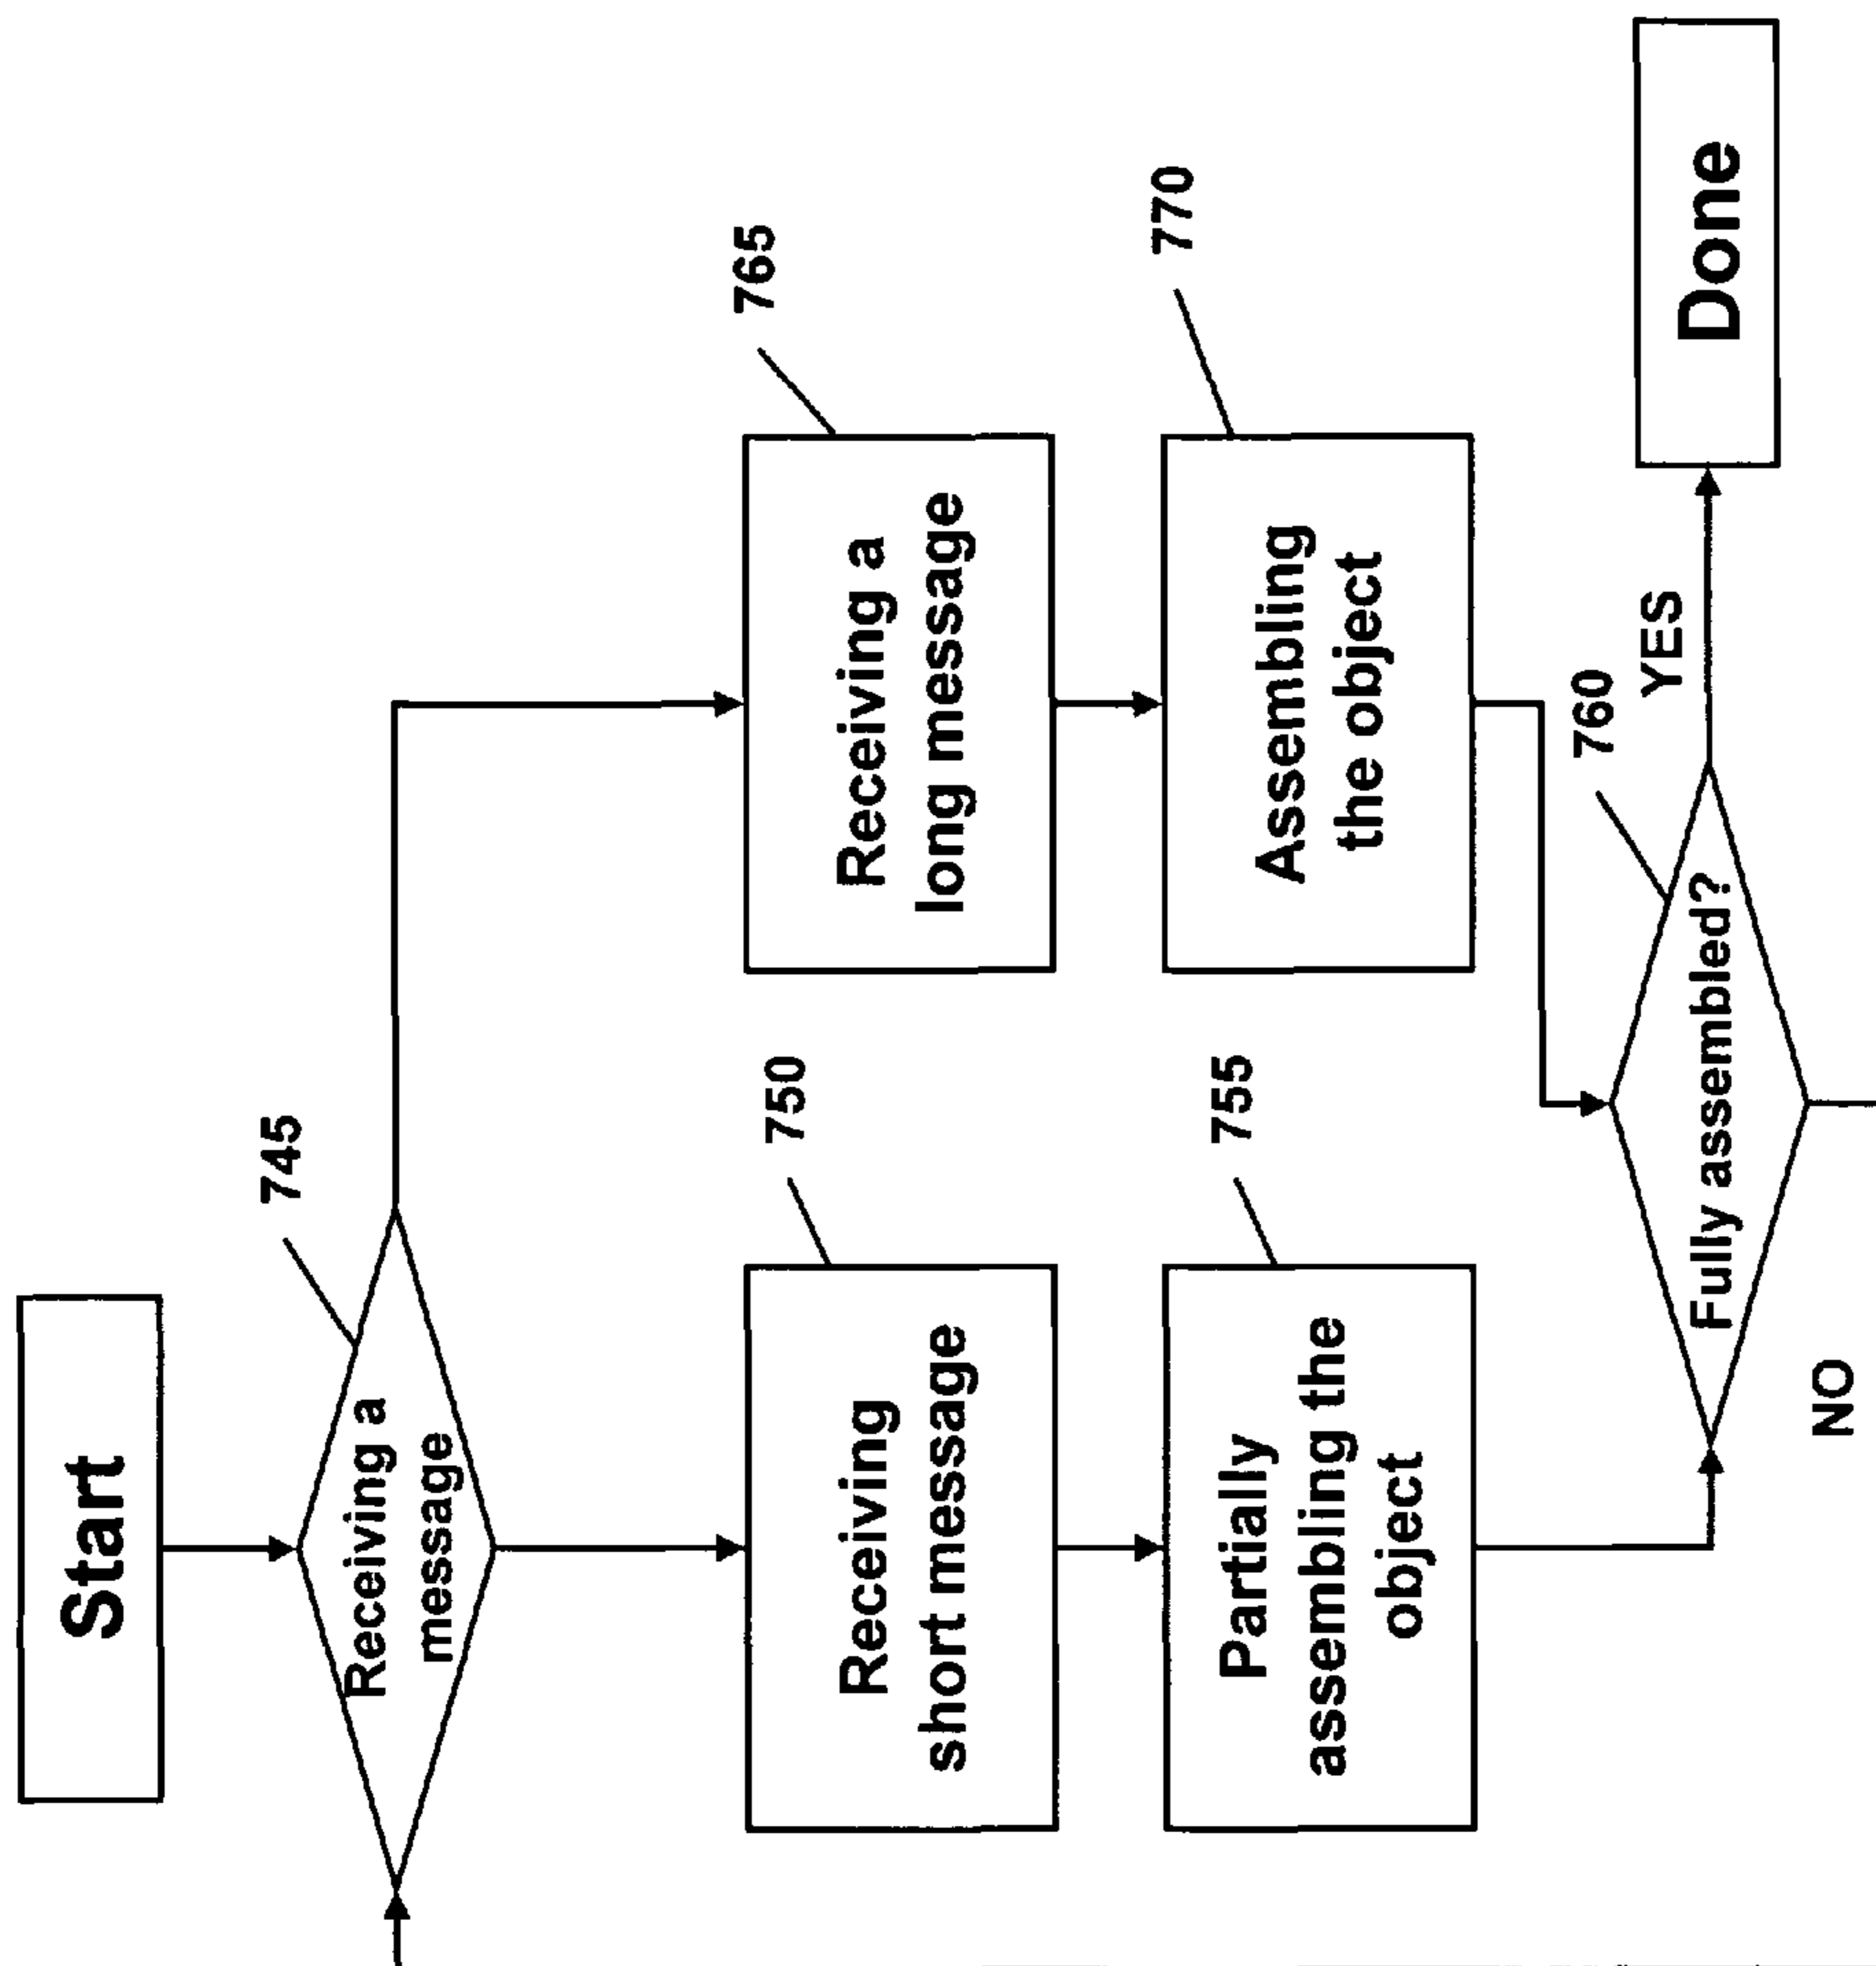 Start
745
Receiving a
message
750
Receiving
short message
765
Receiving a
long message
755
Partially
assembling the
object
770
Assembling
the object
760
Fully assembled?
YES
NO
Done